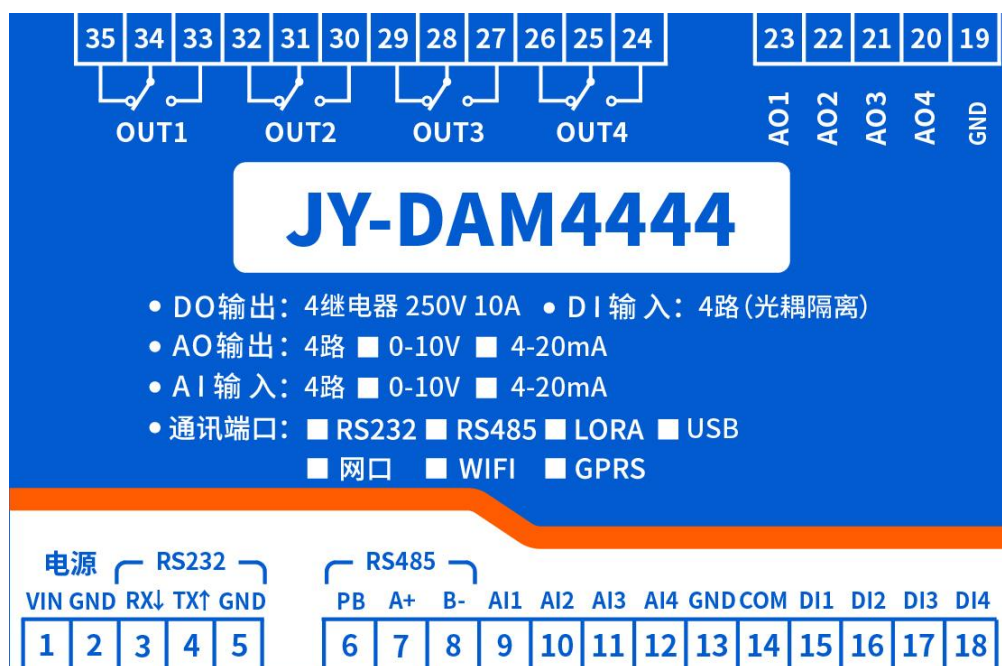 35 34 33 32 31 30 29 28 27 26 25 24 23 22 21 20 19
OUT1 OUT2 OUT3 OUT4 AO1 AO2 AO3 AO4 GND
JY-DAM4444
• DO输出：4继电器 250V 10A • DI输入：4路（光耦隔离）
• AO输出：4路 ■ 0-10V ■ 4-20mA
• AI输入：4路 ■ 0-10V ■ 4-20mA
• 通讯端口：■ RS232 ■ RS485 ■ LORA ■ USB
■ 网口 ■ WIFI ■ GPRS
电源 RS232 RS485
VIN GND RX↓ TX↑ GND PB A+ B- AI1 AI2 AI3 AI4 GND COM DI1 DI2 DI3 DI4
1 2 3 4 5 6 7 8 9 10 11 12 13 14 15 16 17 18